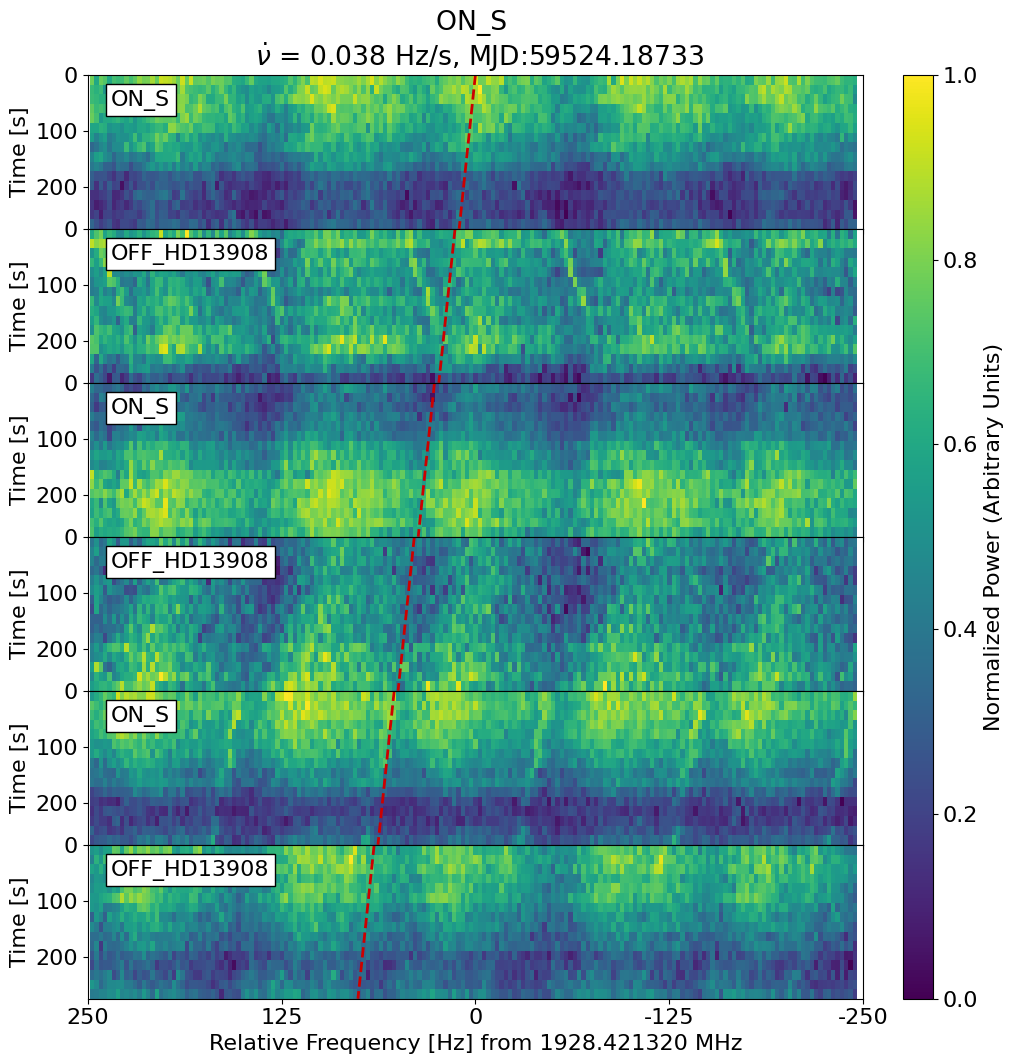 ON_S
ν̇ = 0.038 Hz/s, MJD:59524.18733
ON_S
OFF_HD13908
ON_S
OFF_HD13908
ON_S
OFF_HD13908
Time [s]
0
100
200
Time [s]
0
100
200
Time [s]
0
100
200
Time [s]
0
100
200
Time [s]
0
100
200
Time [s]
0
100
200
250 125 0 -125 -250
Relative Frequency [Hz] from 1928.421320 MHz
1.0
0.8
0.6
0.4
0.2
0.0
Normalized Power (Arbitrary Units)